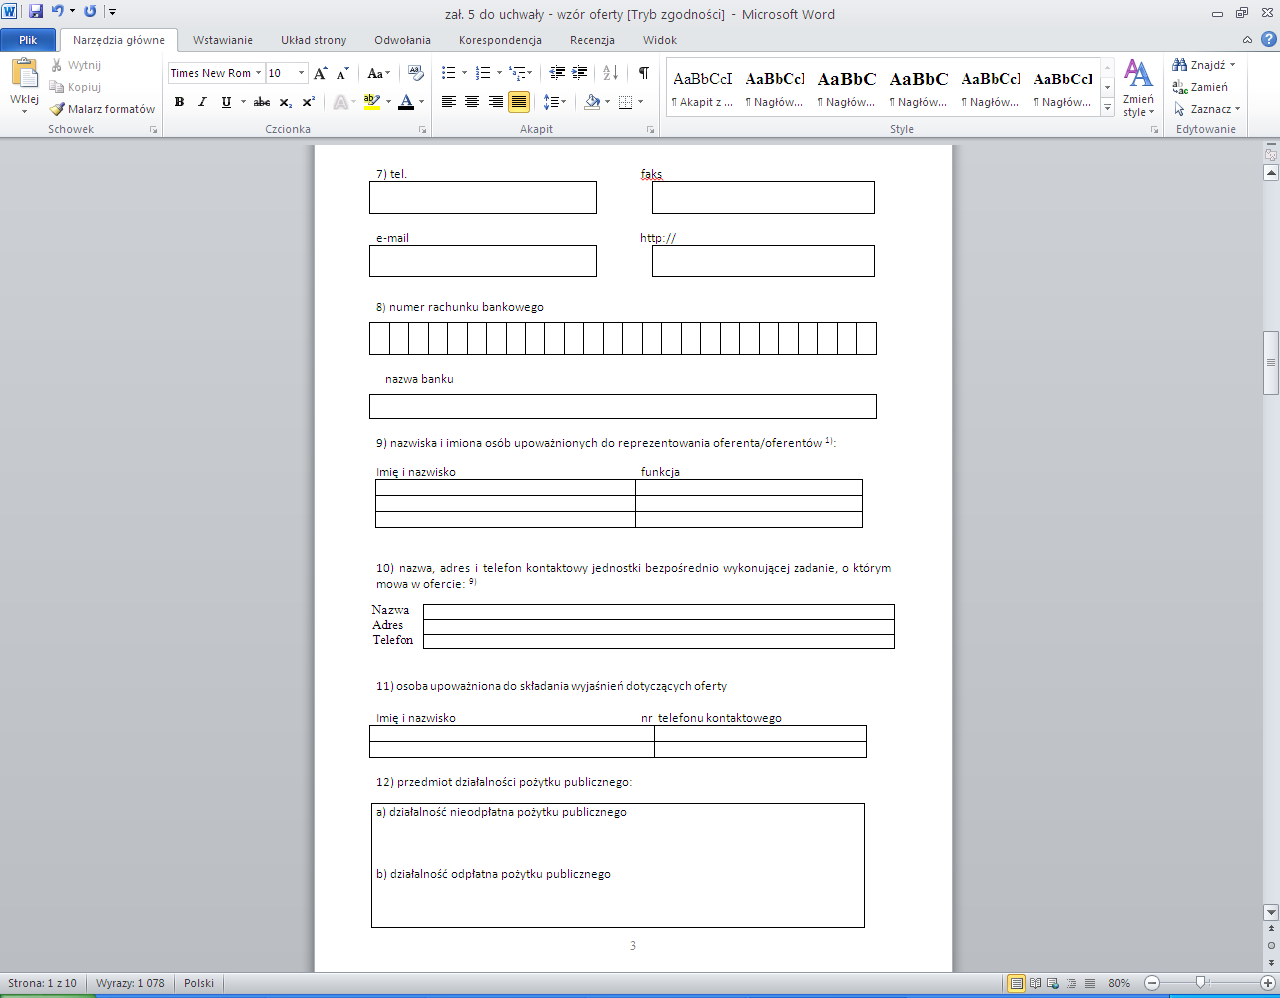 zał. 5 do uchwały - wzór oferty [Tryb zgodności] - Microsoft Word
Plik Narzędzia główne Wstawianie Układ strony Odwołania Korespondencja Recenzja Widok
Wklej
Wytnij
Kopiuj
Malarz formatów
Schowek
Times New Rom 10
Czcionka
Akapit
AaBbCcI AaBbCcl AaBbC AaBbC AaBbCcl AaBbCcI
¶ Akapit z ... ¶ Nagłów... ¶ Nagłów... ¶ Nagłów... ¶ Nagłów... ¶ Nagłów...
Zmień style
Style
Znajdź
Zamień
Zaznacz
Edytowanie
7) tel. faks
e-mail http://
8) numer rachunku bankowego
nazwa banku
9) nazwiska i imiona osób upoważnionych do reprezentowania oferenta/oferentów 1):
Imię i nazwisko funkcja
10) nazwa, adres i telefon kontaktowy jednostki bezpośrednio wykonującej zadanie, o którym
mowa w ofercie: 9)
Nazwa
Adres
Telefon
11) osoba upoważniona do składania wyjaśnień dotyczących oferty
Imię i nazwisko nr telefonu kontaktowego
12) przedmiot działalności pożytku publicznego:
a) działalność nieodpłatna pożytku publicznego
b) działalność odpłatna pożytku publicznego
3
Strona: 1 z 10 Wyrazy: 1 078 Polski 80%